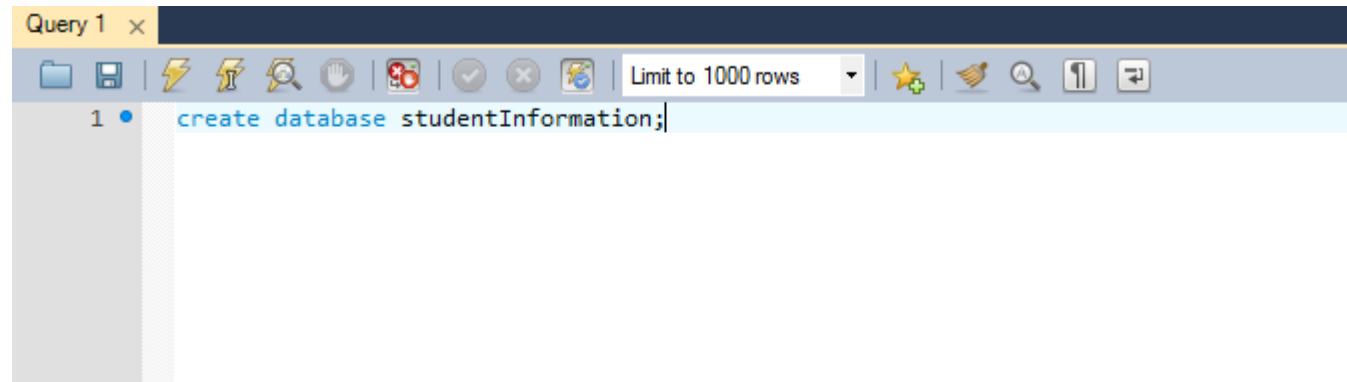 Query 1
Limit to 1000 rows
1 create database studentInformation;